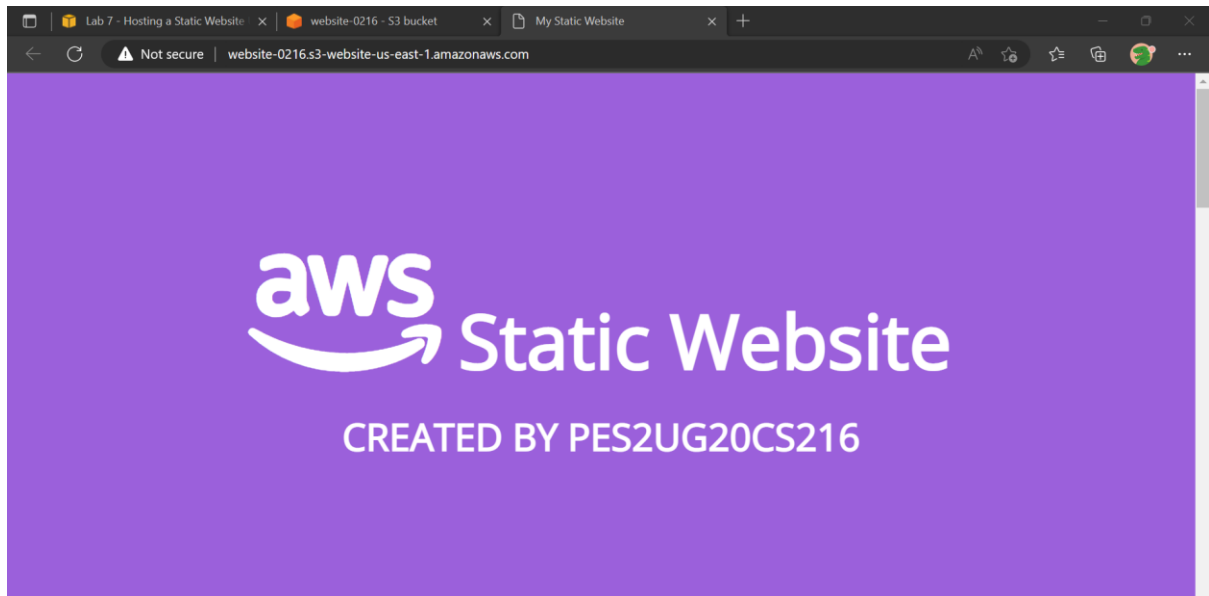 Lab 7 - Hosting a Static Website
website-0216 - S3 bucket
My Static Website
Not secure
website-0216.s3-website-us-east-1.amazonaws.com
aws
Static Website
CREATED BY PES2UG20CS216